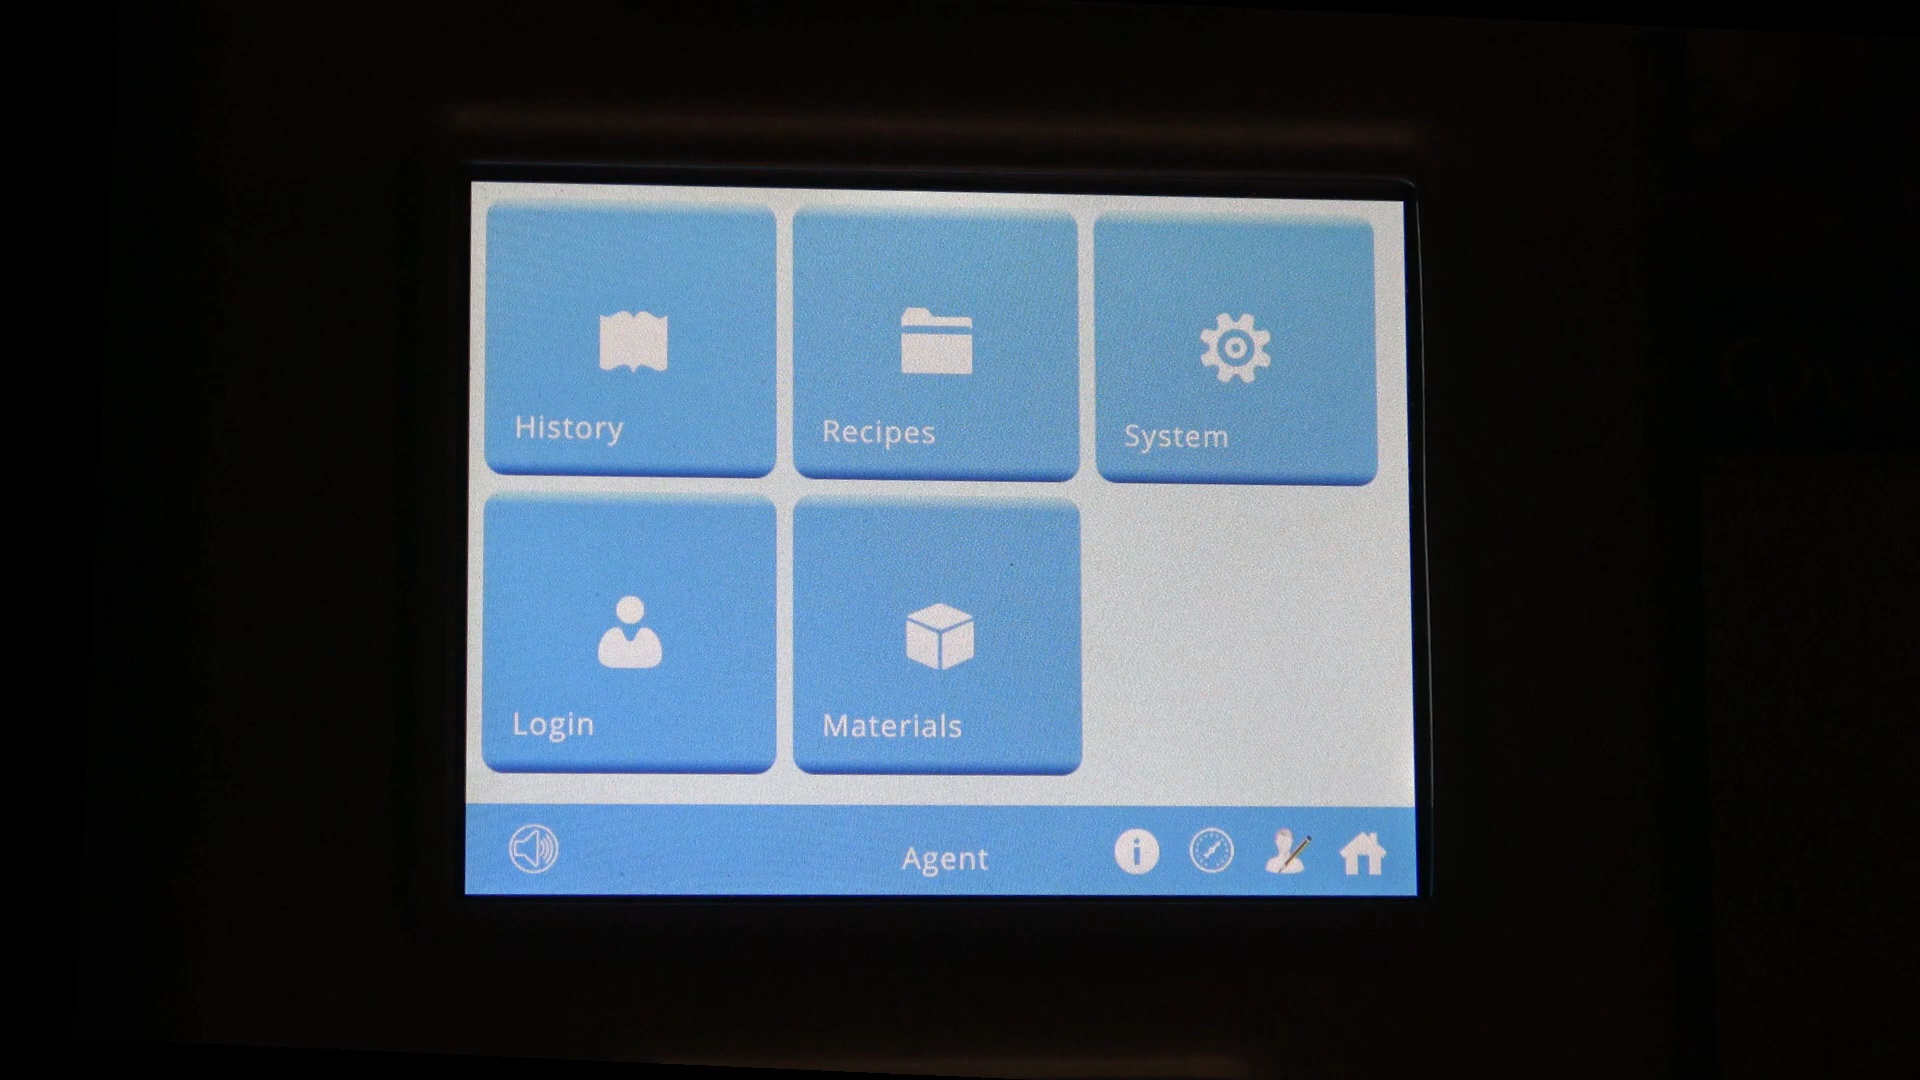 History
Recipes
System
Login
Materials
Agent